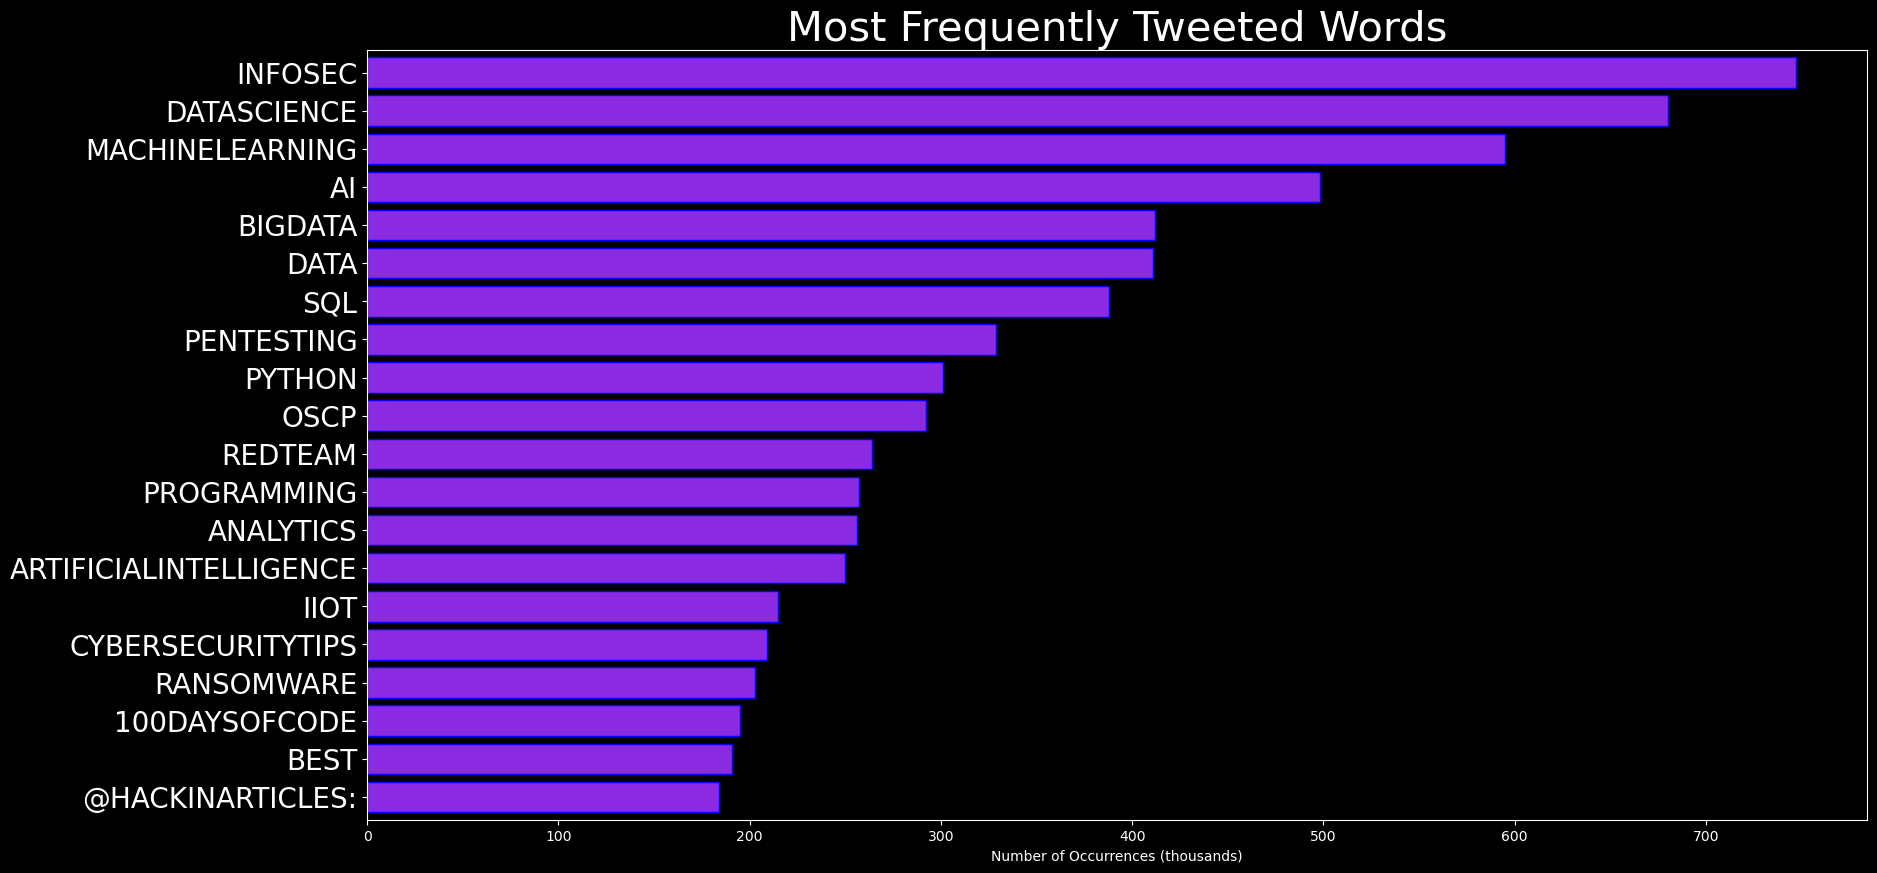 Most Frequently Tweeted Words
INFOSEC
DATASCIENCE
MACHINELEARNING
AI
BIGDATA
DATA
SQL
PENTESTING
PYTHON
OSCP
REDTEAM
PROGRAMMING
ANALYTICS
ARTIFICIALINTELLIGENCE
IIOT
CYBERSECURITYTIPS
RANSOMWARE
100DAYSOFCODE
BEST
@HACKINARTICLES:
0 100 200 300 400 500 600 700
Number of Occurrences (thousands)